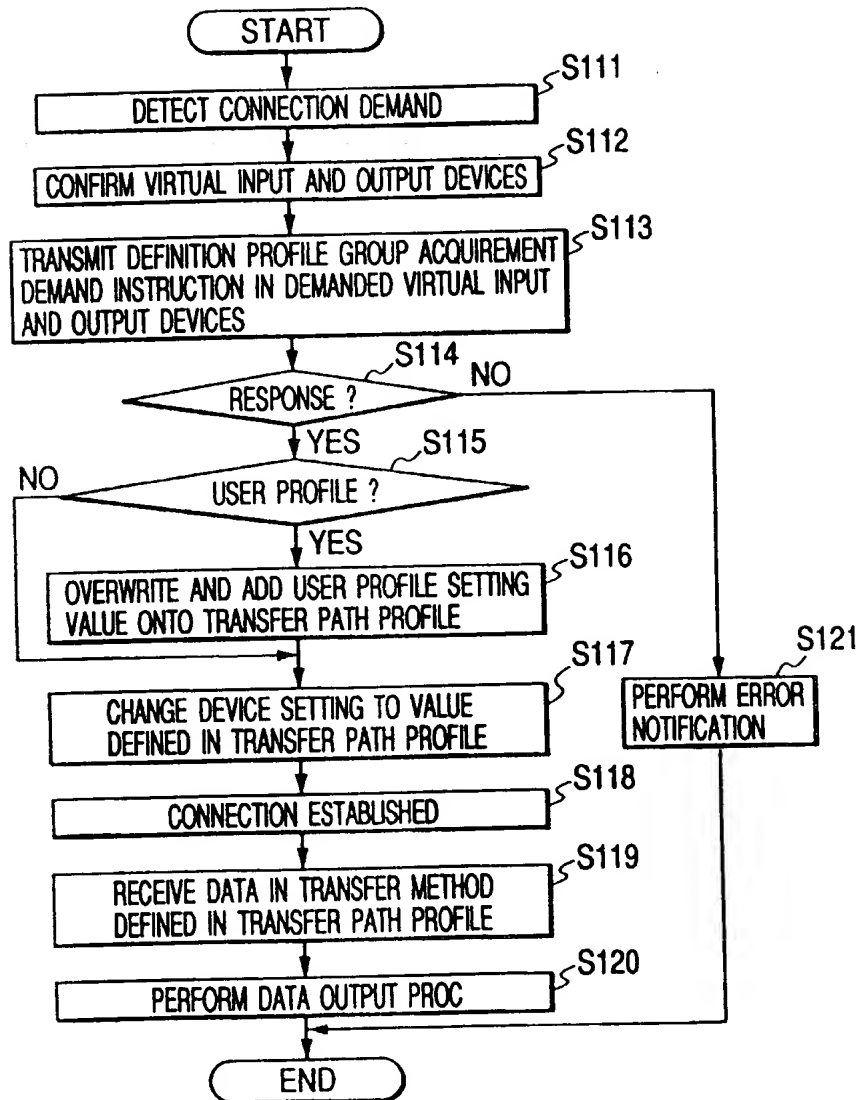 START
S111
DETECT CONNECTION DEMAND
S112
CONFIRM VIRTUAL INPUT AND OUTPUT DEVICES
S113
TRANSMIT DEFINITION PROFILE GROUP ACQUIREMENT
DEMAND INSTRUCTION IN DEMANDED VIRTUAL INPUT
AND OUTPUT DEVICES
S114
RESPONSE ?
NO
YES
S115
USER PROFILE ?
NO
YES
S116
OVERWRITE AND ADD USER PROFILE SETTING
VALUE ONTO TRANSFER PATH PROFILE
S117
CHANGE DEVICE SETTING TO VALUE
DEFINED IN TRANSFER PATH PROFILE
S121
PERFORM ERROR
NOTIFICATION
S118
CONNECTION ESTABLISHED
S119
RECEIVE DATA IN TRANSFER METHOD
DEFINED IN TRANSFER PATH PROFILE
S120
PERFORM DATA OUTPUT PROC
END